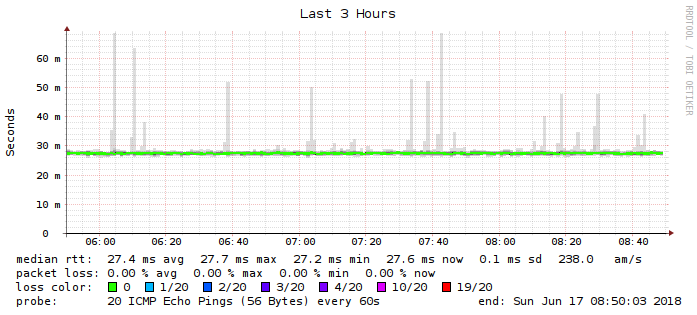 Last 3 Hours
RRDTOOL / TOBI OETIKER
Seconds
60 m
50 m
40 m
30 m
20 m
10 m
0
06:00 06:20 06:40 07:00 07:20 07:40 08:00 08:20 08:40
median rtt: 27.4 ms avg 27.7 ms max 27.2 ms min 27.6 ms now 0.1 ms sd 238.0 am/s
packet loss: 0.00 % avg 0.00 % max 0.00 % min 0.00 % now
loss color: 0 1/20 2/20 3/20 4/20 10/20 19/20
probe: 20 ICMP Echo Pings (56 Bytes) every 60s end: Sun Jun 17 08:50:03 2018